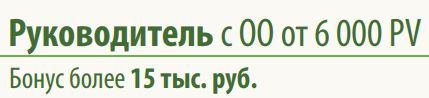 Руководитель с ОО от 6 000 PV
Бонус более 15 тыс. руб.